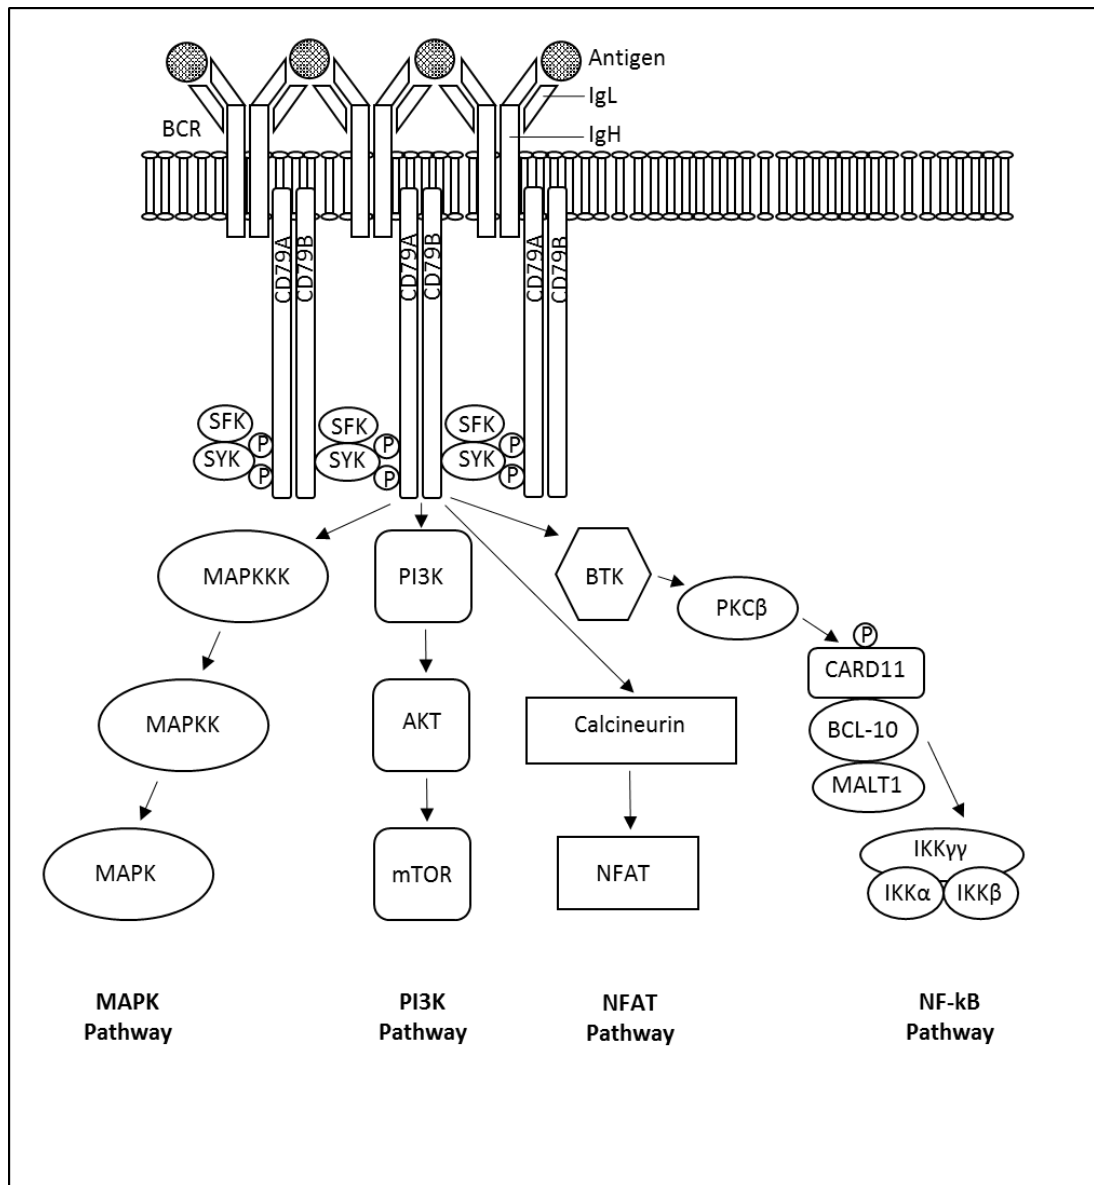 Antigen
IgL
IgH
BCR
CD79A
CD79B
CD79A
CD79B
CD79A
CD79B
SFK
SYK
P
P
SFK
SYK
P
P
SFK
SYK
P
P
MAPKKK
PI3K
BTK
PKCβ
P
CARD11
MAPKK
AKT
Calcineurin
BCL-10
MALT1
MAPK
mTOR
NFAT
IKKγγ
IKKα
IKKβ
MAPK
Pathway
PI3K
Pathway
NFAT
Pathway
NF-kB
Pathway